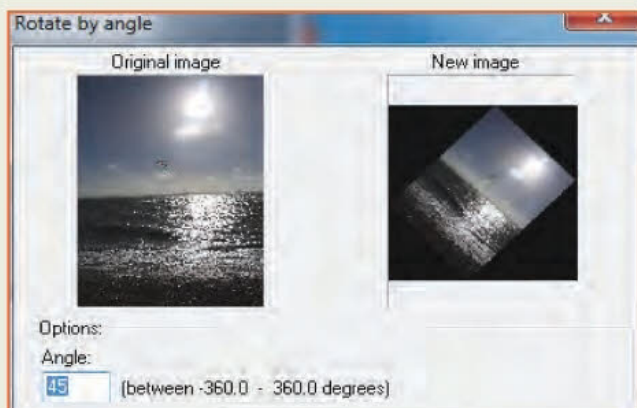 Rotate by angle
Original image New image
Options:
Angle:
45 (between -360.0 - 360.0 degrees)